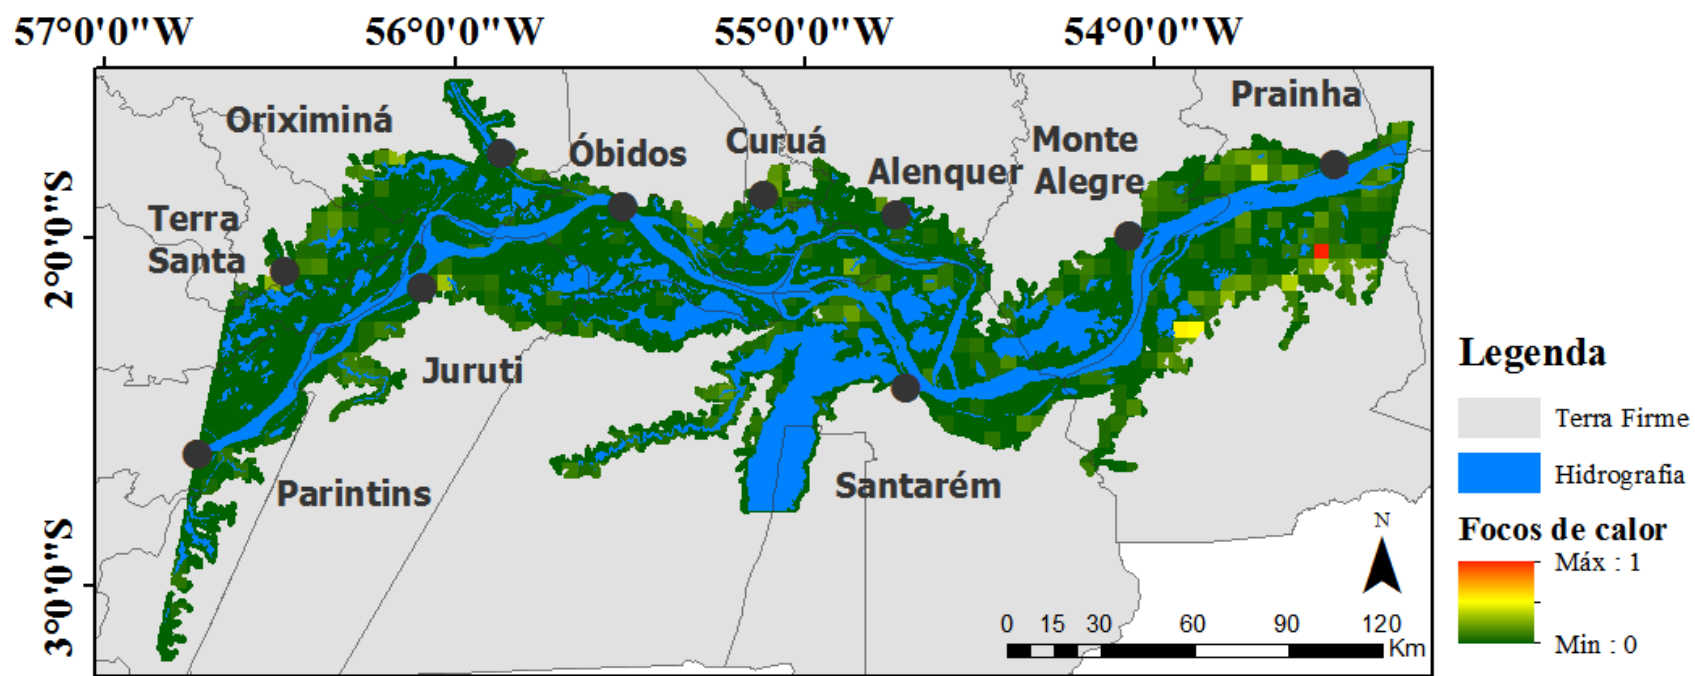 57°0'0"W 56°0'0"W 55°0'0"W 54°0'0"W
Prainha
Oriximiná
Óbidos
Curuá
Monte
Alegre
Alenquer
Terra
Santa
2°0'0"S
Juruti
Parintins
Santarém
3°0'0"S
N
0 15 30 60 90 120
Km
Legenda
Terra Firme
Hidrografia
Focos de calor
Máx : 1
Min : 0